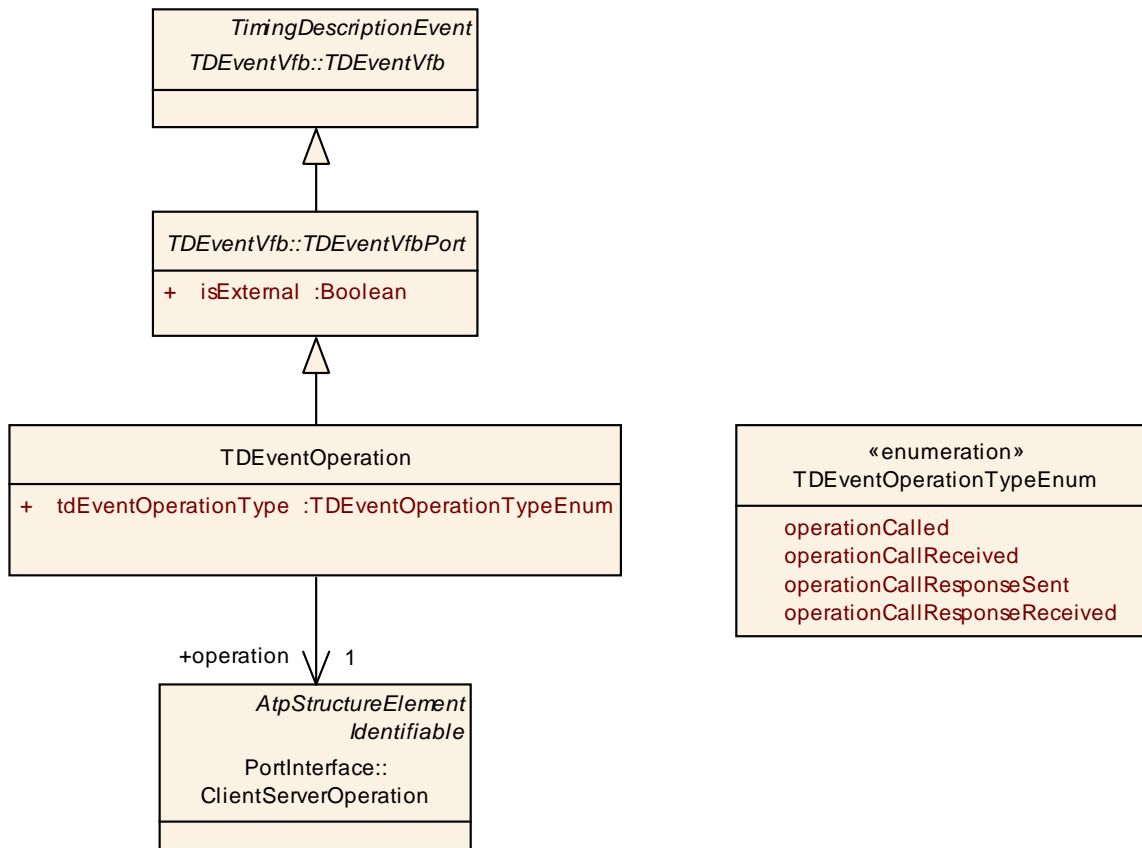 TimingDescriptionEvent
TDEventVfb::TDEventVfb
TDEventVfb::TDEventVfbPort
+ isExternal :Boolean
TDEventOperation
+ tdEventOperationType :TDEventOperationTypeEnum
«enumeration»
TDEventOperationTypeEnum
operationCalled
operationCallReceived
operationCallResponseSent
operationCallResponseReceived
+operation 1
AtpStructureElement
Identifiable
PortInterface::
ClientServerOperation